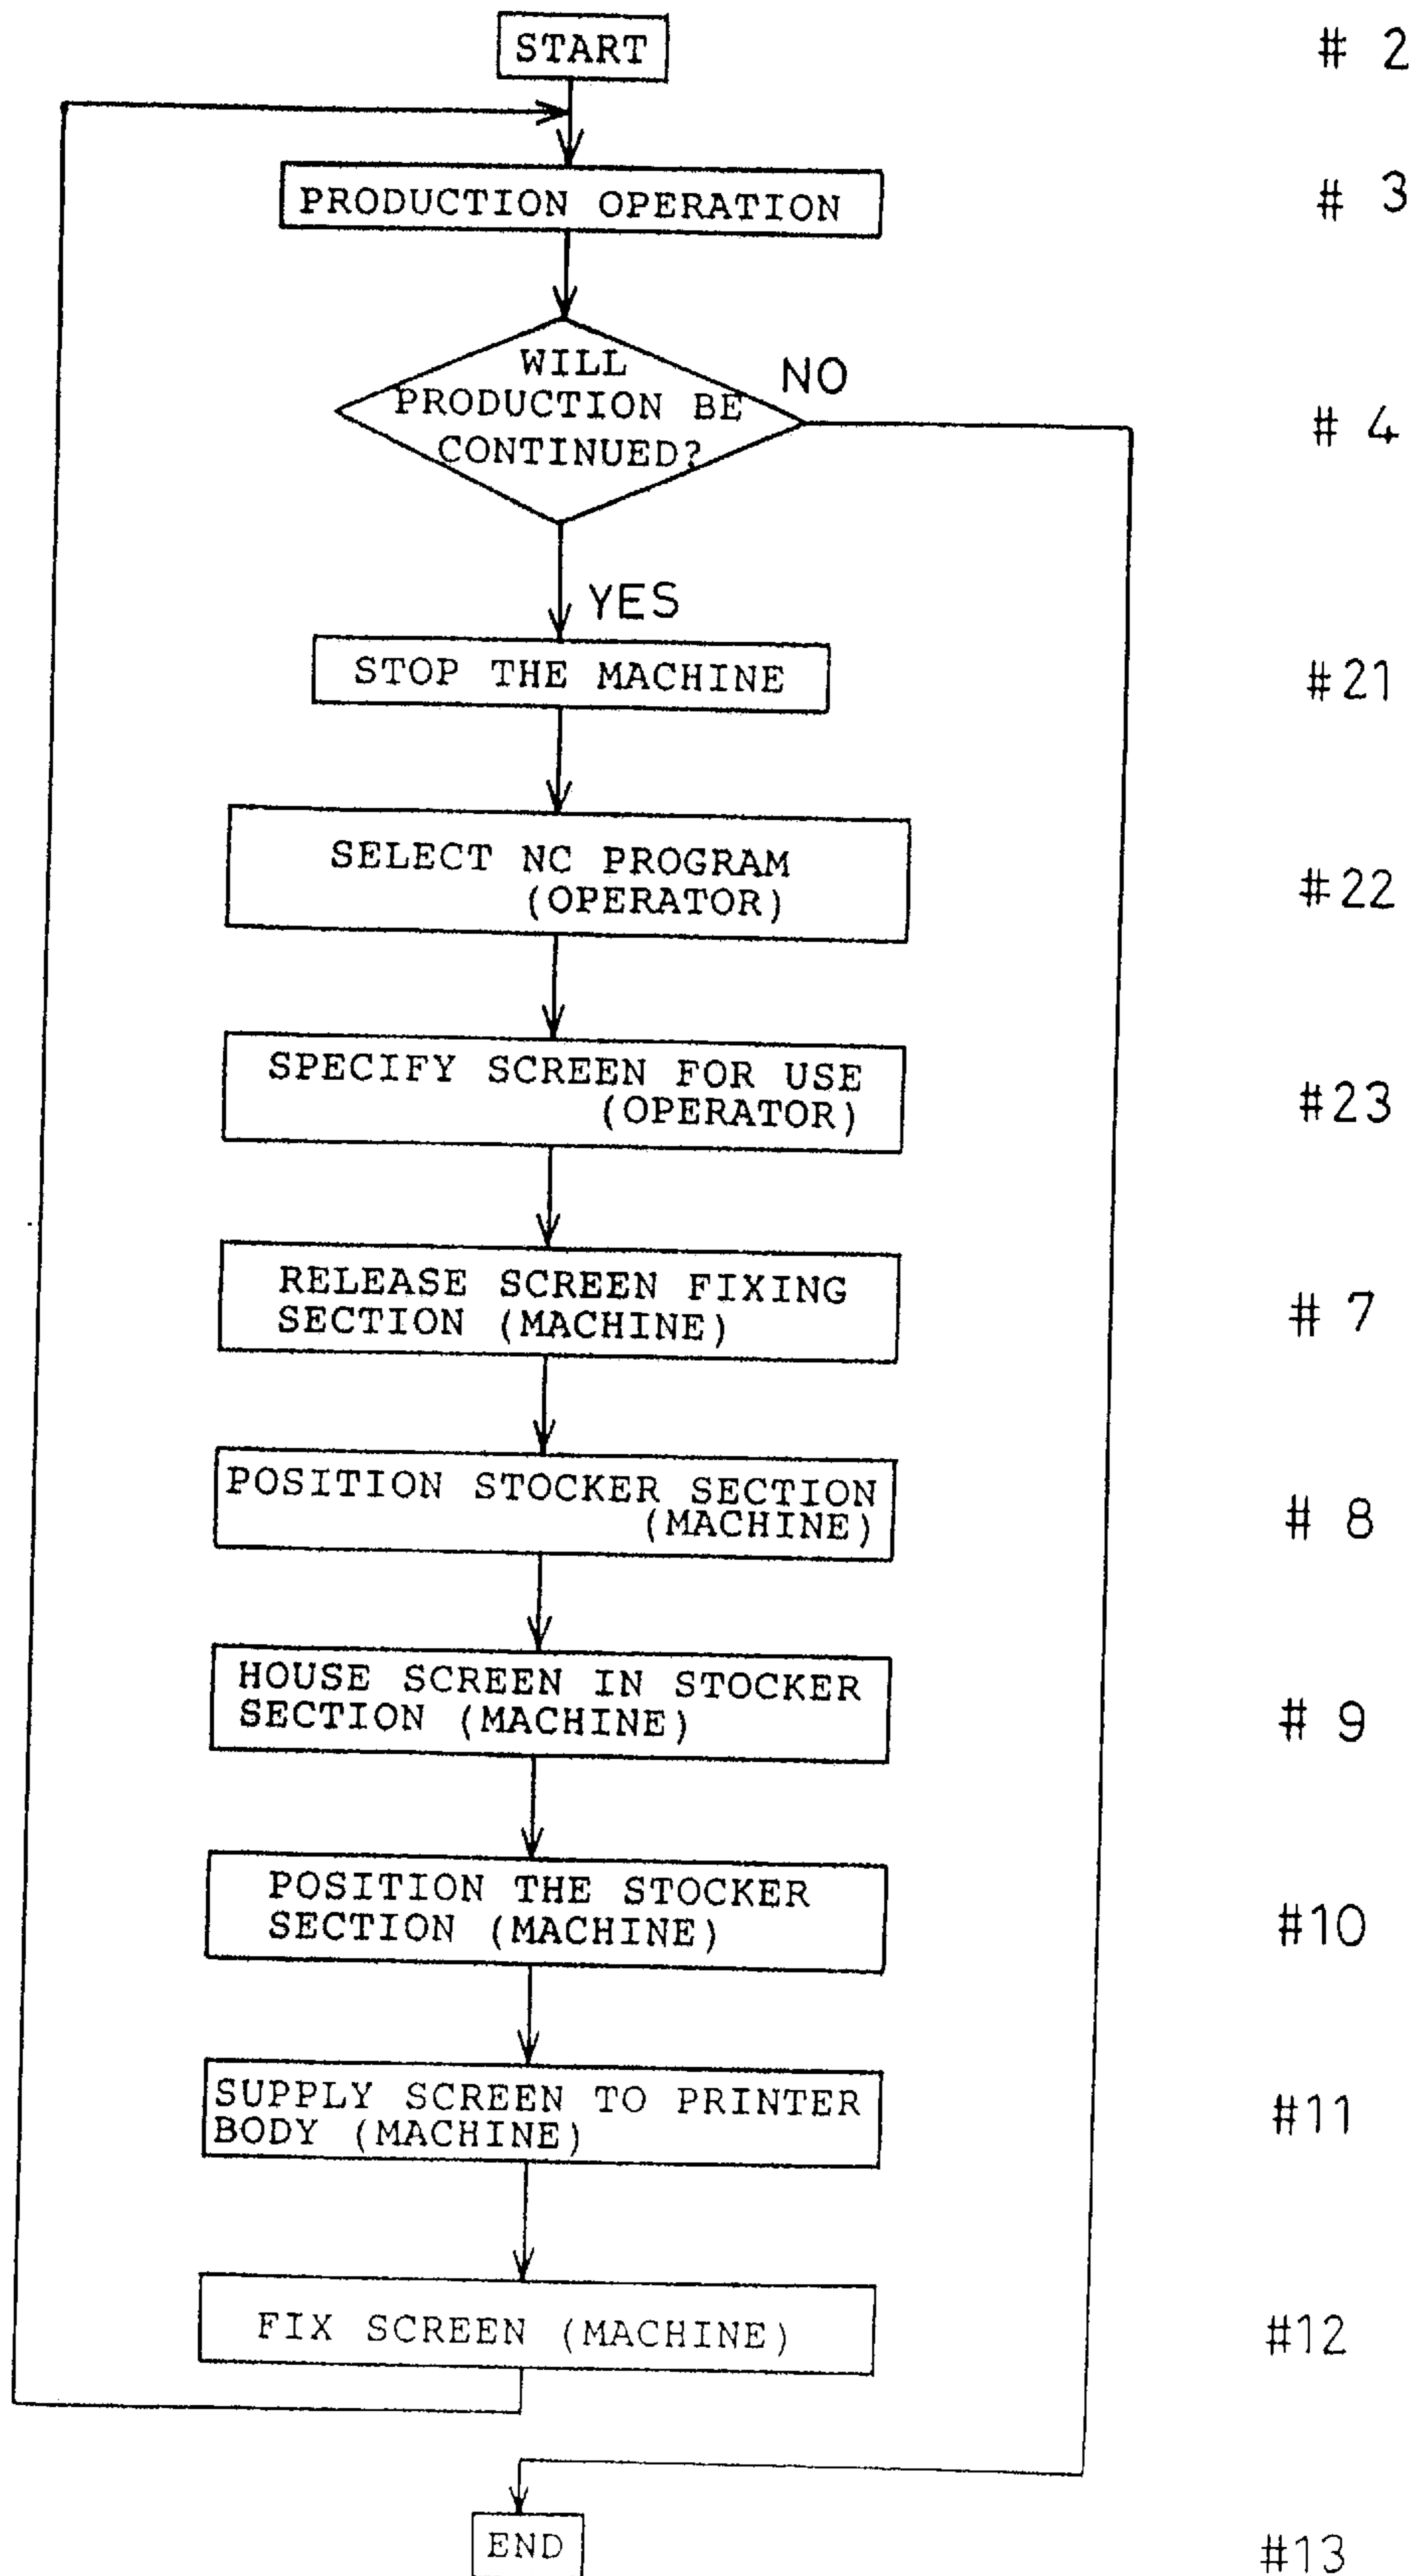 START
# 2
PRODUCTION OPERATION
# 3
WILL
PRODUCTION BE
CONTINUED?
NO
# 4
YES
STOP THE MACHINE
#21
SELECT NC PROGRAM
(OPERATOR)
#22
SPECIFY SCREEN FOR USE
(OPERATOR)
#23
RELEASE SCREEN FIXING
SECTION (MACHINE)
# 7
POSITION STOCKER SECTION
(MACHINE)
# 8
HOUSE SCREEN IN STOCKER
SECTION (MACHINE)
# 9
POSITION THE STOCKER
SECTION (MACHINE)
#10
SUPPLY SCREEN TO PRINTER
BODY (MACHINE)
#11
FIX SCREEN (MACHINE)
#12
END
#13